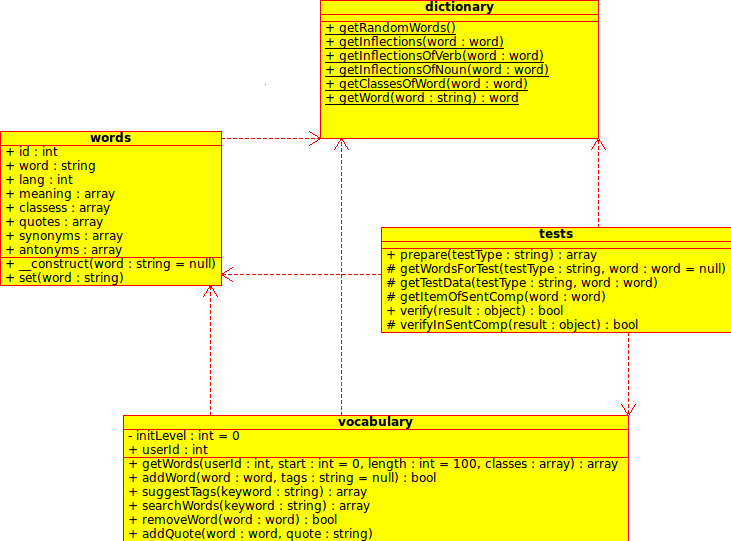 dictionary
+ getRandomWords()
+ getInflections(word : word)
+ getInflectionsOfVerb(word : word)
+ getInflectionsOfNoun(word : word)
+ getClassesOfWord(word : word)
+ getWord(word : string) : word
words
+ id : int
+ word : string
+ lang : int
+ meaning : array
+ classess : array
+ quotes : array
+ synonyms : array
+ antonyms : array
+ __construct(word : string = null)
+ set(word : string)
tests
+ prepare(testType : string) : array
# getWordsForTest(testType : string, word : word = null)
# getTestData(testType : string, word : word)
# getItemOfSentComp(word : word)
+ verify(result : object) : bool
# verifyInSentComp(result : object) : bool
vocabulary
- initLevel : int = 0
+ userId : int
+ getWords(userId : int, start : int = 0, length : int = 100, classes : array) : array
+ addWord(word : word, tags : string = null) : bool
+ suggestTags(keyword : string) : array
+ searchWords(keyword : string) : array
+ removeWord(word : word) : bool
+ addQuote(word : word, quote : string)